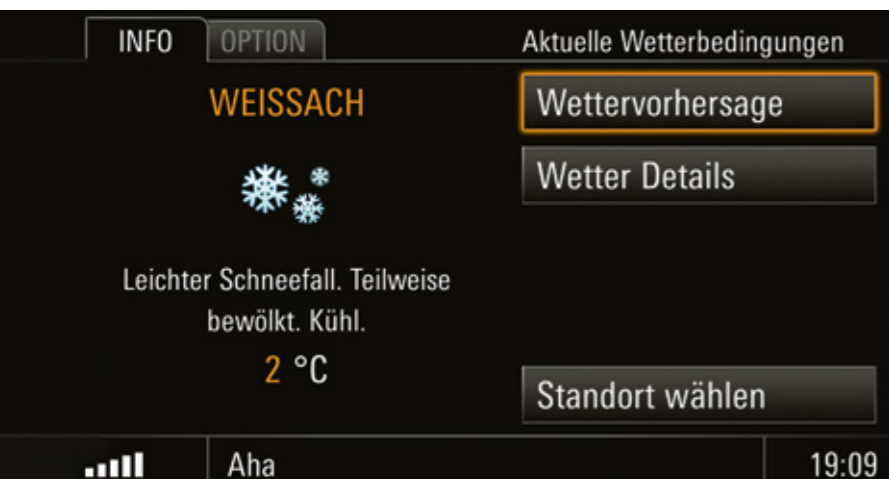 INFO
OPTION
Aktuelle Wetterbedingungen
WEISSACH
Wettervorhersage
Wetter Details
Leichter Schneefall. Teilweise
bewölkt. Kühl.
2 °C
Standort wählen
Aha
19:09